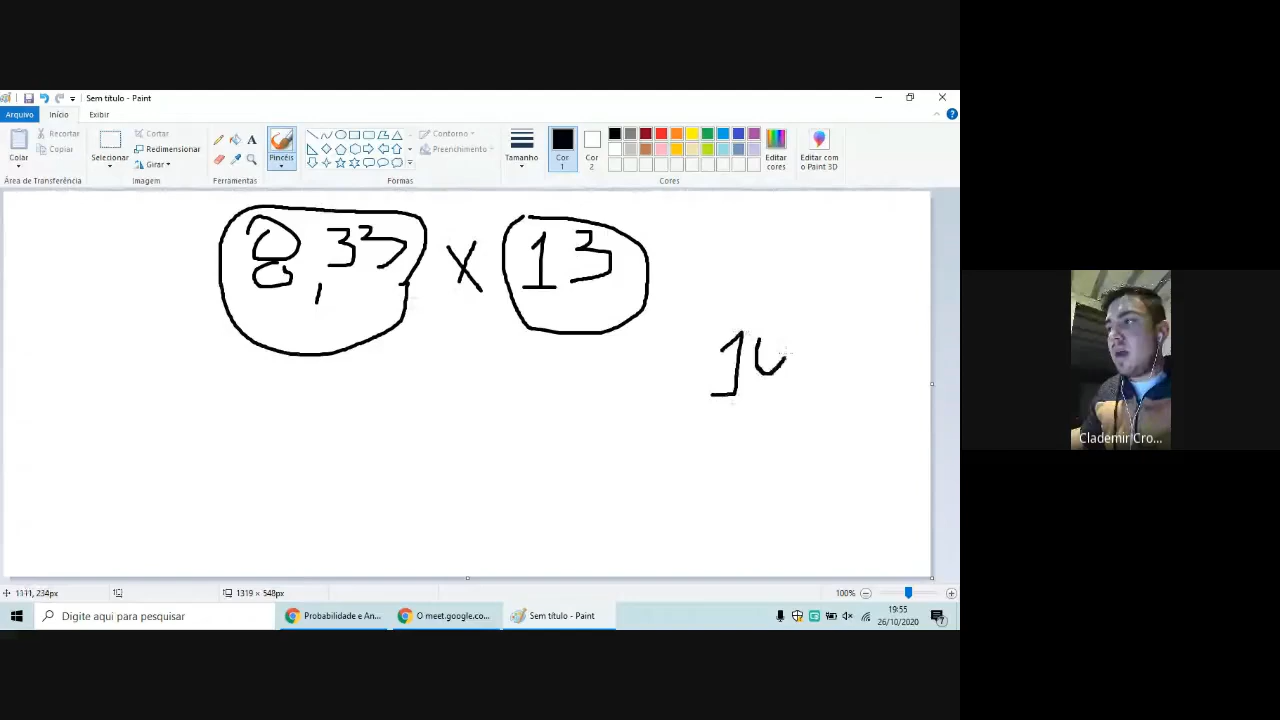 Sem título - Paint
Arquivo Início Exibir
Colar
Recortar
Copiar
Área de Transferência
Selecionar
Cortar
Redimensionar
Girar
Imagem
Ferramentas
Pincéis
Contorno
Preenchimento
Formas
Tamanho
Cor 1
Cor 2
Cores
Editar cores
Editar com o Paint 3D
8,33 x 13
Clademir Cro...
1319 × 548px
100%
Digite aqui para pesquisar
Probabilidade e An...
O meet.google.co...
Sem título - Paint
19:55
26/10/2020